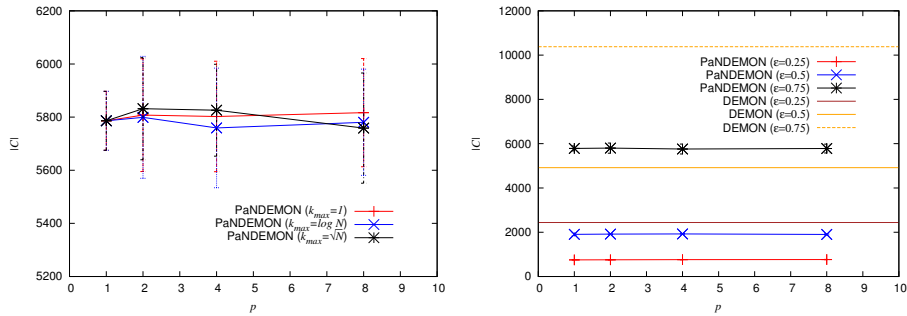 6200
6000
5800
5600
5400
5200
|C|
0 1 2 3 4 5 6 7 8 9 10
p
PaNDEMON (k_max=1)
PaNDEMON (k_max=log N)
PaNDEMON (k_max=√N)
12000
10000
8000
6000
4000
2000
0
|C|
0 1 2 3 4 5 6 7 8 9 10
p
PaNDEMON (ε=0.25)
PaNDEMON (ε=0.5)
PaNDEMON (ε=0.75)
DEMON (ε=0.25)
DEMON (ε=0.5)
DEMON (ε=0.75)